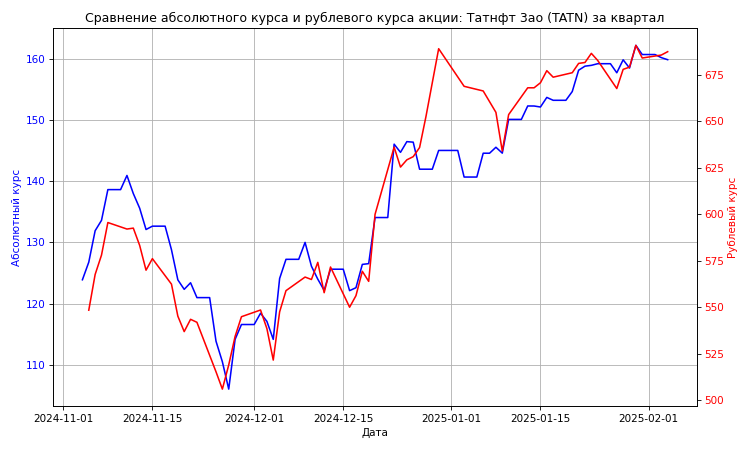 Сравнение абсолютного курса и рублевого курса акции: Татнфт 3ао (TATN) за квартал
Абсолютный курс
160
150
140
130
120
110
675
650
625
600
575
550
525
500
Рублевый курс
2024-11-01 2024-11-15 2024-12-01 2024-12-15 2025-01-01 2025-01-15 2025-02-01
Дата